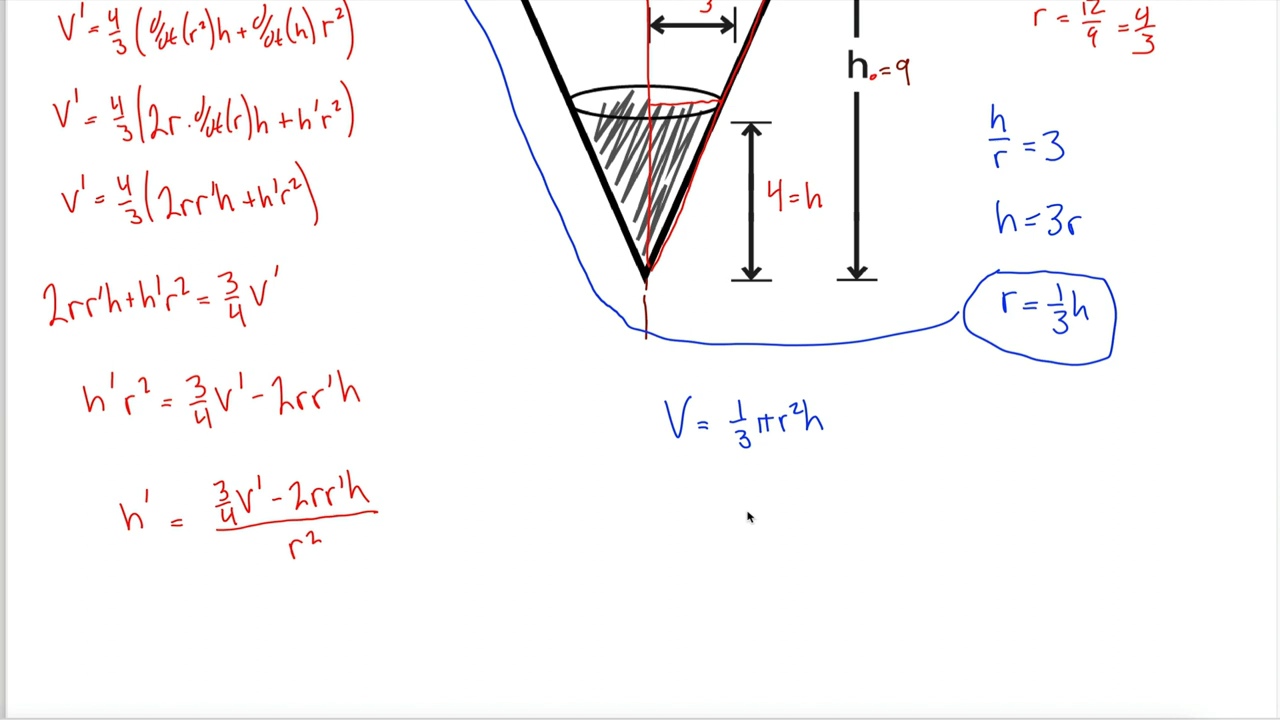 V' = 4/3 (d/dt(r²)h + d/dt(h) r²)
V' = 4/3 (2r · d/dt(r)h + h'r²)
V' = 4/3 (2rr'h + h'r²)
2rr'h + h'r² = 3/4 V'
h'r² = 3/4 V' - 2rr'h
h' = (3/4 V' - 2rr'h) / r²
3
h₀ = 9
4 = h
r = 12/9 = 4/3
h/r = 3
h = 3r
r = 1/3 h
V = 1/3 πr²h